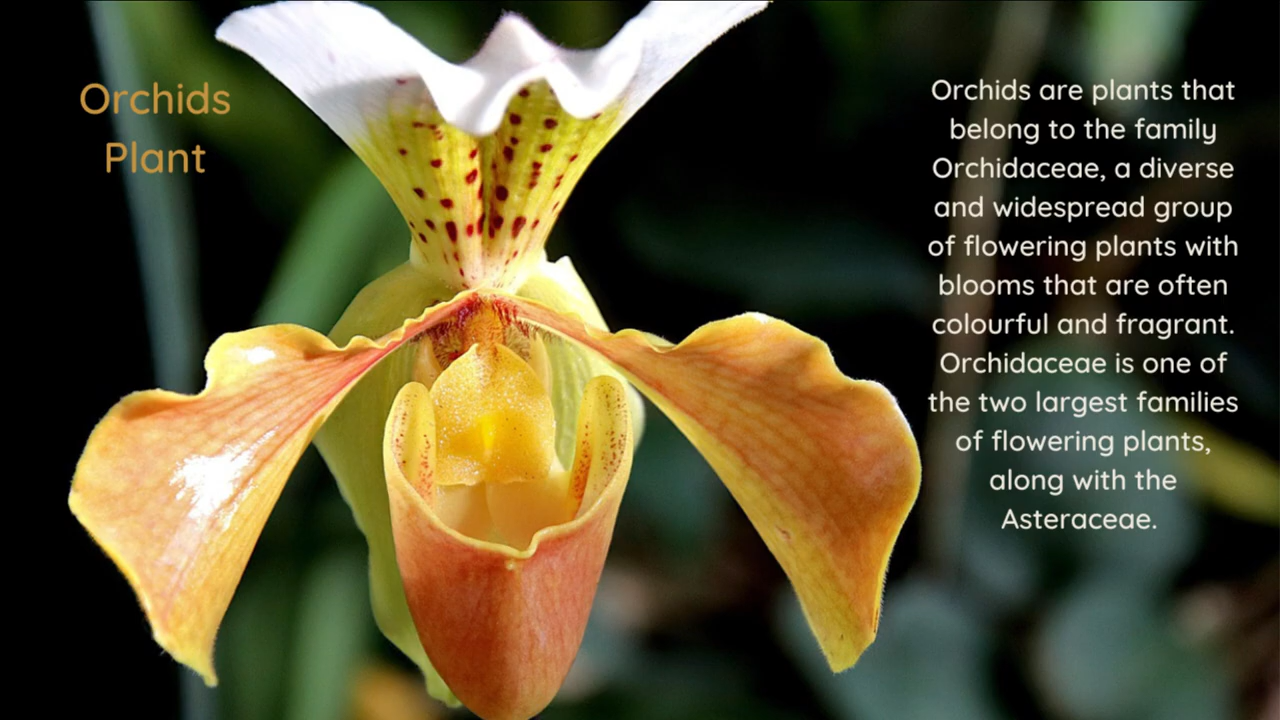 Orchids
Plant
Orchids are plants that
belong to the family
Orchidaceae, a diverse
and widespread group
of flowering plants with
blooms that are often
colourful and fragrant.
Orchidaceae is one of
the two largest families
of flowering plants,
along with the
Asteraceae.